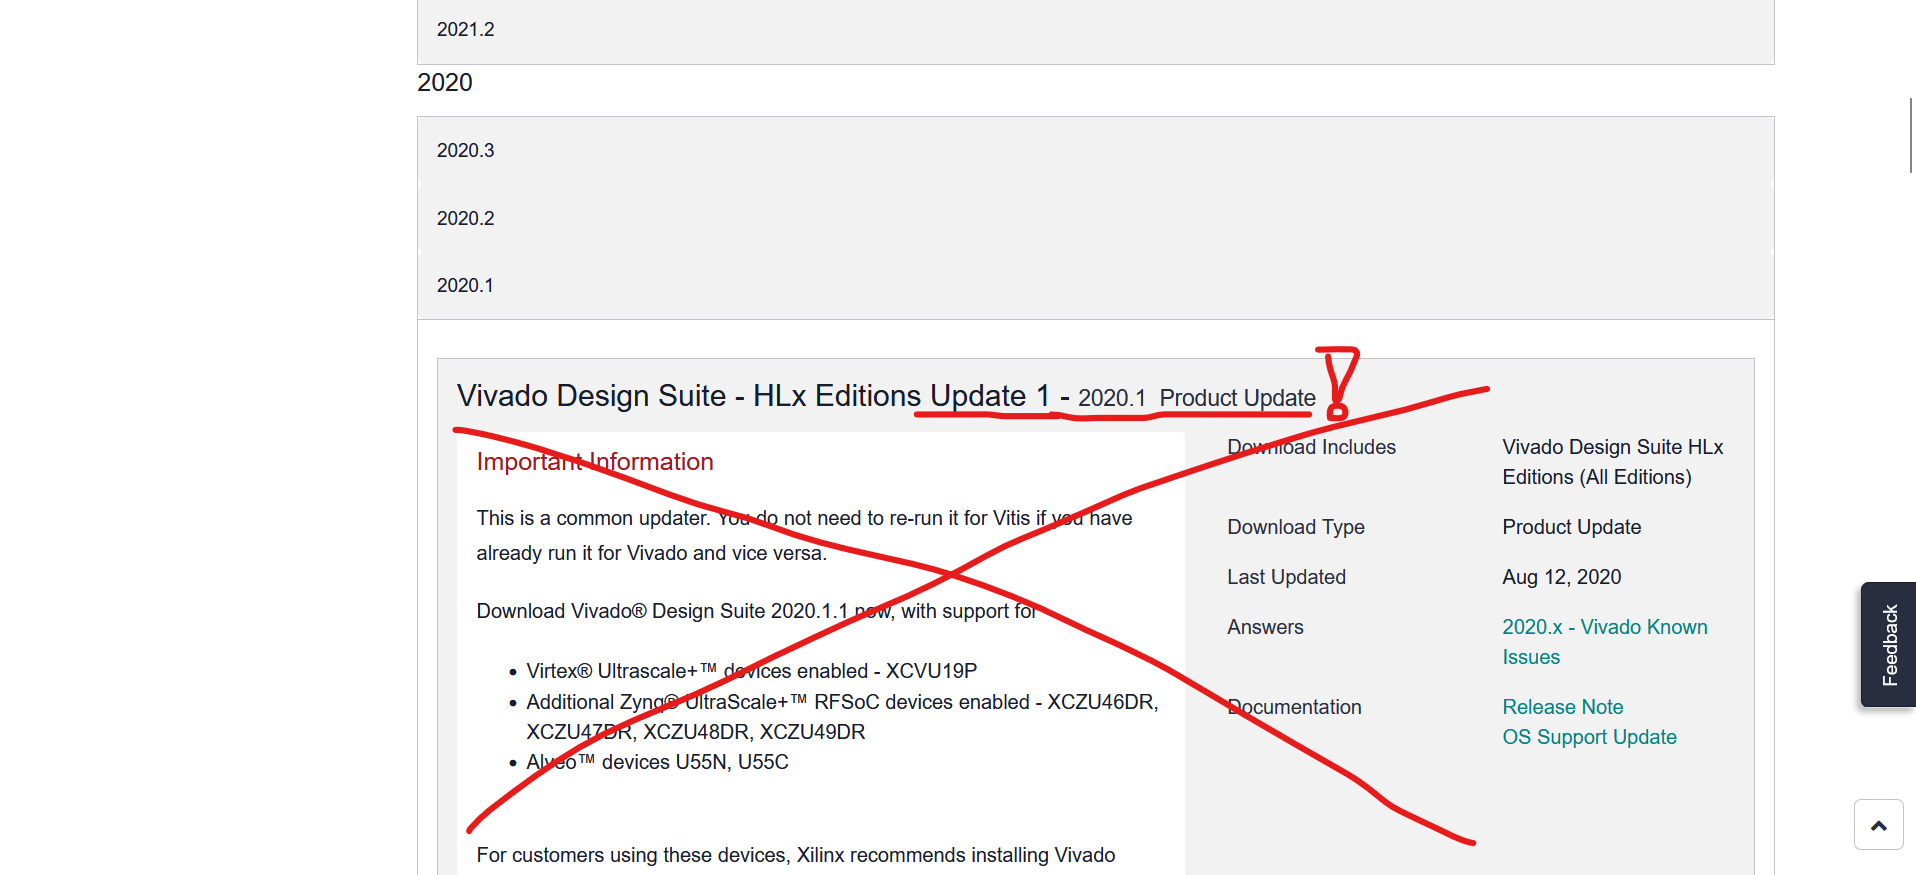 2021.2
2020
2020.3
2020.2
2020.1
Vivado Design Suite - HLx Editions Update 1 - 2020.1 Product Update
Important Information
This is a common updater. You do not need to re-run it for Vitis if you have
already run it for Vivado and vice versa.
Download Vivado® Design Suite 2020.1.1 now, with support for
• Virtex® Ultrascale+™ devices enabled - XCVU19P
• Additional Zynq® UltraScale+™ RFSoC devices enabled - XCZU46DR,
XCZU47DR, XCZU48DR, XCZU49DR
• Alveo™ devices U55N, U55C
For customers using these devices, Xilinx recommends installing Vivado
Download Includes
Vivado Design Suite HLx
Editions (All Editions)
Download Type
Product Update
Last Updated
Aug 12, 2020
Answers
2020.x - Vivado Known
Issues
Documentation
Release Note
OS Support Update
Feedback